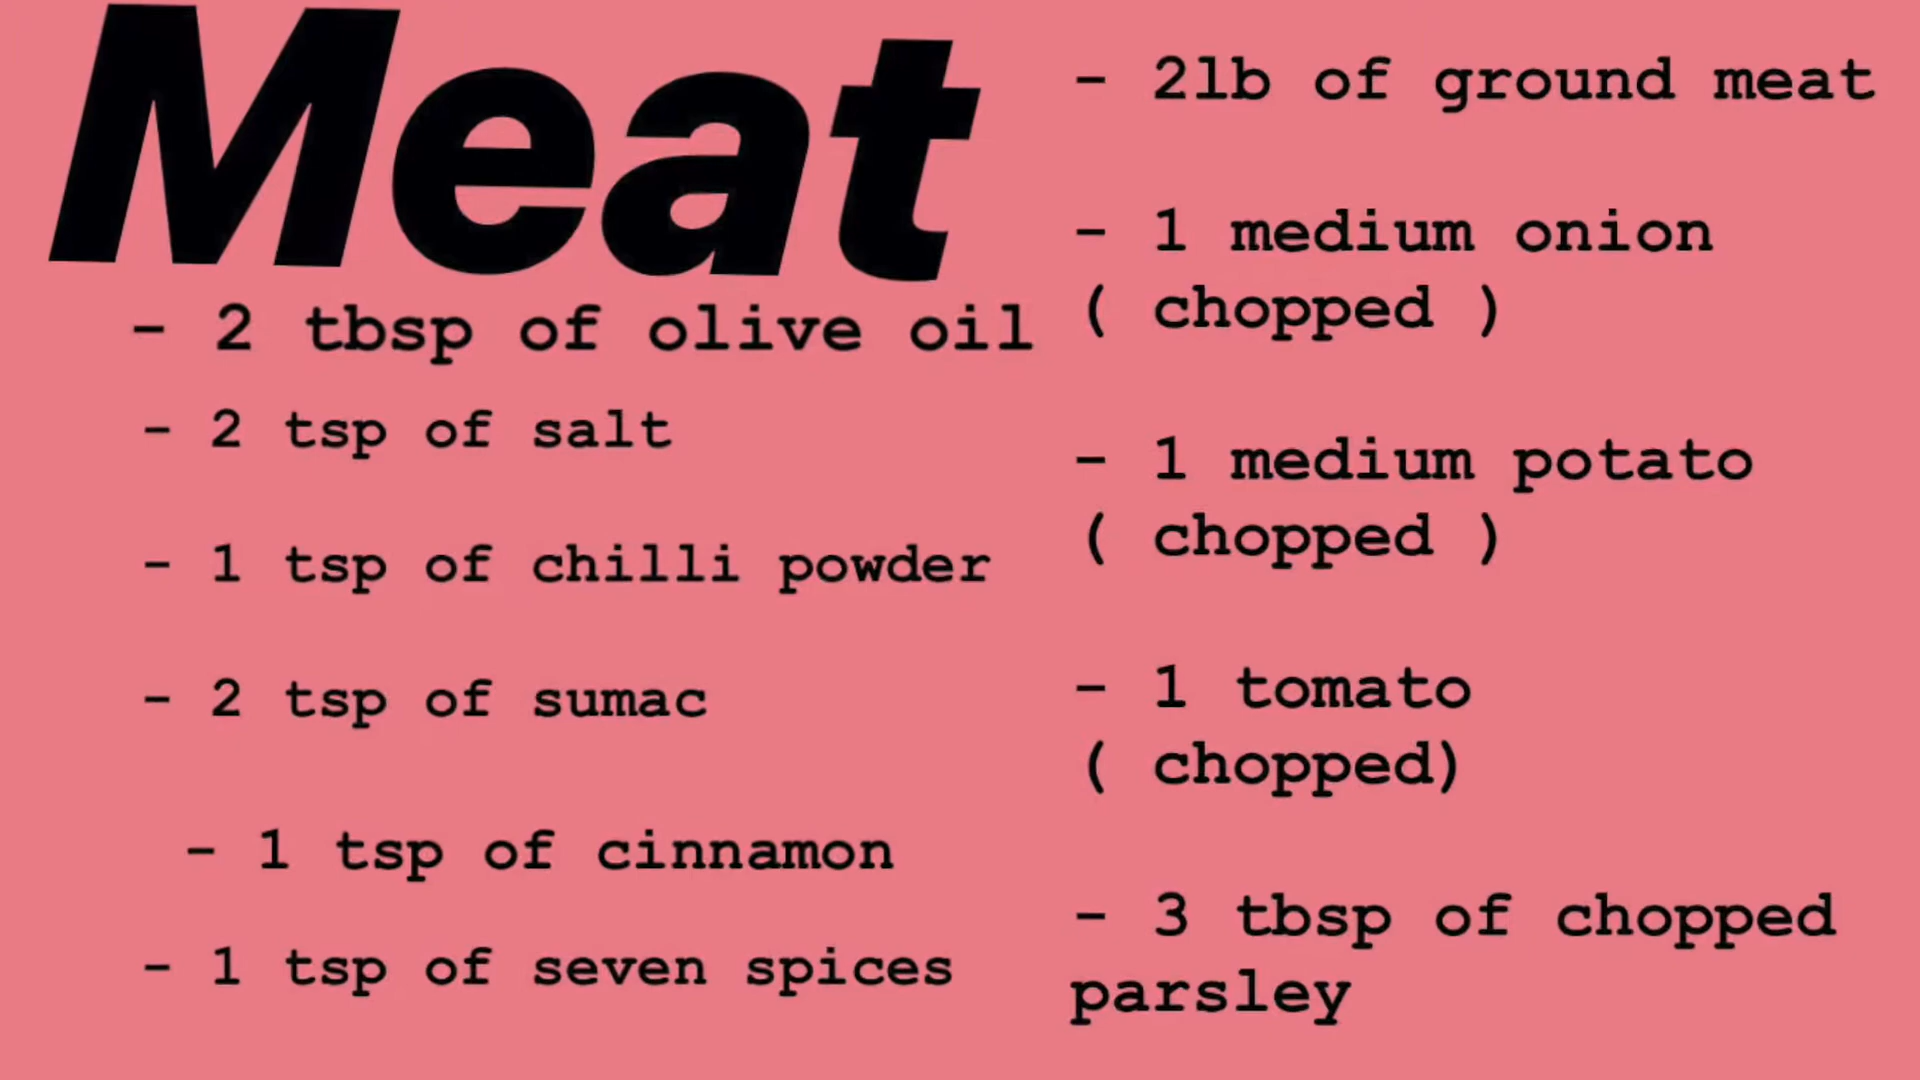 Meat
- 2 tbsp of olive oil
- 2 tsp of salt
- 1 tsp of chilli powder
- 2 tsp of sumac
- 1 tsp of cinnamon
- 1 tsp of seven spices
- 2lb of ground meat
- 1 medium onion
( chopped )
- 1 medium potato
( chopped )
- 1 tomato
( chopped)
- 3 tbsp of chopped
parsley